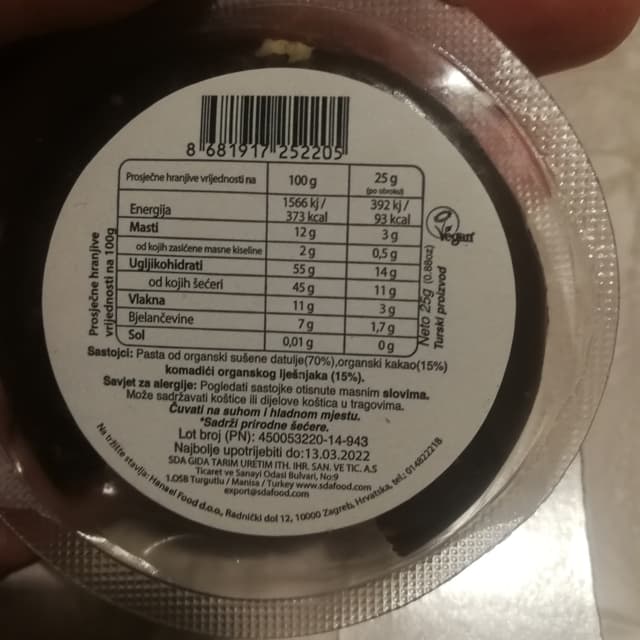 8 681917 252205
Prosječne hranjive vrijednosti na 100 g 25 g
(po obroku)
Energija 1566 kj / 373 kcal 392 kj / 93 kcal
Masti 12 g 3 g
od kojih zasićene masne kiseline 2 g 0,5 g
Ugljikohidrati 55 g 14 g
od kojih šećeri 45 g 11 g
Vlakna 11 g 3 g
Bjelančevine 7 g 1,7 g
Sol 0,01 g 0 g
Prosječne hranjive
vrijednosti na 100g
Vegan
Neto 25g (0.88oz)
Turski proizvod
Sastojci: Pasta od organski sušene datulje(70%),organski kakao(15%)
komadići organskog lješnjaka (15%).
Savjet za alergije: Pogledati sastojke otisnute masnim slovima.
Može sadržavati koštice ili dijelove koštica u tragovima.
Čuvati na suhom i hladnom mjestu.
*Sadrži prirodne šećere.
Lot broj (PN): 450053220-14-943
Najbolje upotrijebiti do:13.03.2022
SDA GIDA TARIM URETIM ITH. IHR. SAN. VE TIC. A.S
Ticaret ve Sanayi Odasi Bulvari, No:9
1.OSB Turgutlu / Manisa / Turkey www.sdafood.com
export@sdafood.com
Na tržište stavlja: Hansel Food d.o.o, Radnički dol 12, 10000 Zagreb, Hrvatska, tel.: 014822218